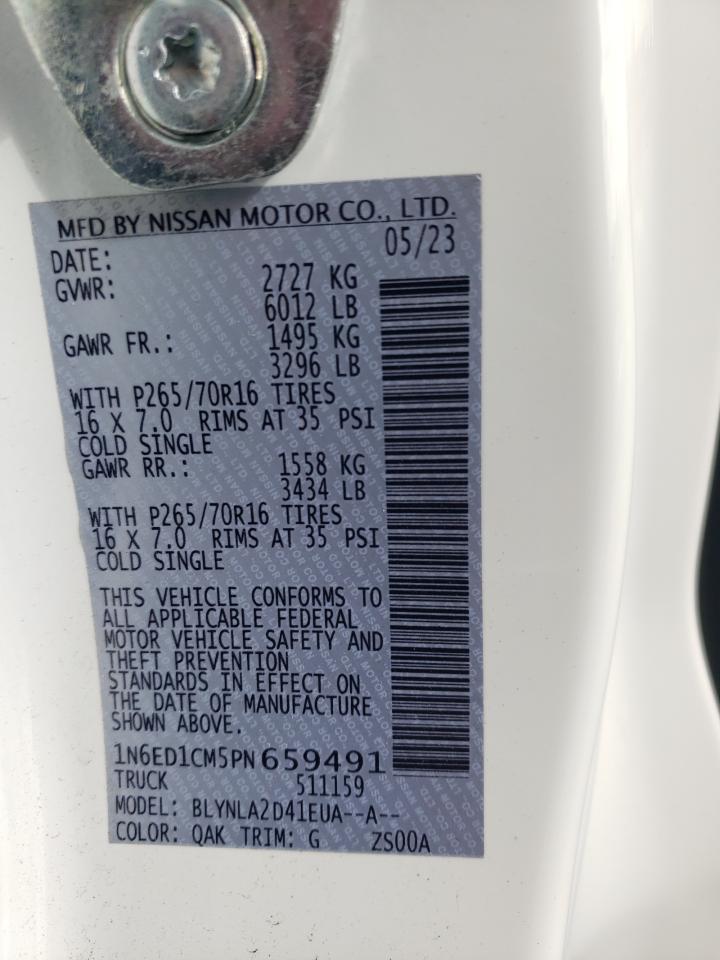 MFD BY NISSAN MOTOR CO., LTD.
DATE: 05/23
GVWR: 2727 KG
6012 LB
GAWR FR.: 1495 KG
3296 LB
WITH P265/70R16 TIRES
16 X 7.0 RIMS AT 35 PSI
COLD SINGLE
GAWR RR.: 1558 KG
3434 LB
WITH P265/70R16 TIRES
16 X 7.0 RIMS AT 35 PSI
COLD SINGLE
THIS VEHICLE CONFORMS TO
ALL APPLICABLE FEDERAL
MOTOR VEHICLE SAFETY AND
THEFT PREVENTION
STANDARDS IN EFFECT ON
THE DATE OF MANUFACTURE
SHOWN ABOVE.
1N6ED1CM5PN659491
TRUCK 511159
MODEL: BLYNLA2D41EUA--A--
COLOR: QAK TRIM: G ZS00A